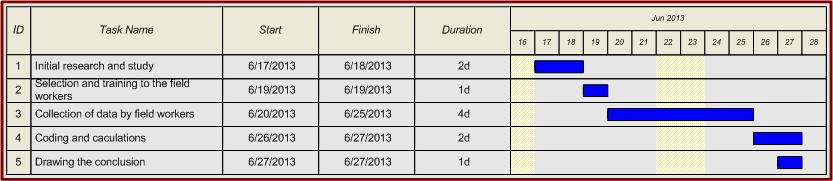 ID Task Name Start Finish Duration Jun 2013
16 17 18 19 20 21 22 23 24 25 26 27 28
1 Initial research and study 6/17/2013 6/18/2013 2d
2 Selection and training to the field workers 6/19/2013 6/19/2013 1d
3 Collection of data by field workers 6/20/2013 6/25/2013 4d
4 Coding and caculations 6/26/2013 6/27/2013 2d
5 Drawing the conclusion 6/27/2013 6/27/2013 1d